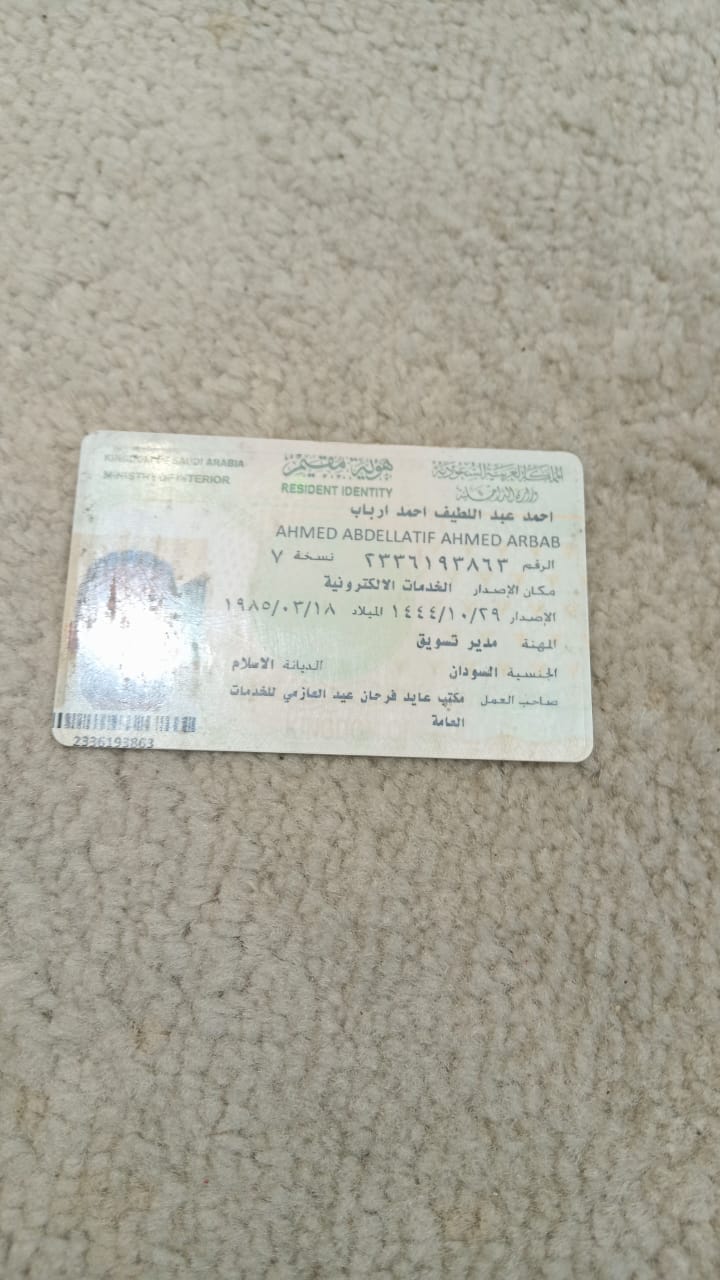 المملكة العربية السعودية
وزارة الداخلية
هوية مقيم
RESIDENT IDENTITY
KINGDOM OF SAUDI ARABIA
MINISTRY OF INTERIOR
احمد عبد اللطيف احمد ارباب
AHMED ABDELLATIF AHMED ARBAB
الرقم ٢٣٣٦١٩٣٨٦٣ نسخة ٧
مكان الإصدار الخدمات الالكترونية
الإصدار ١٤٤٤/١٠/٢٩ الميلاد ١٩٨٥/٠٣/١٨
المهنة مدير تسويق
الجنسية السودان الديانة الاسلام
صاحب العمل مكتب عايد فرحان عيد العازمي للخدمات
العامة
2336193863